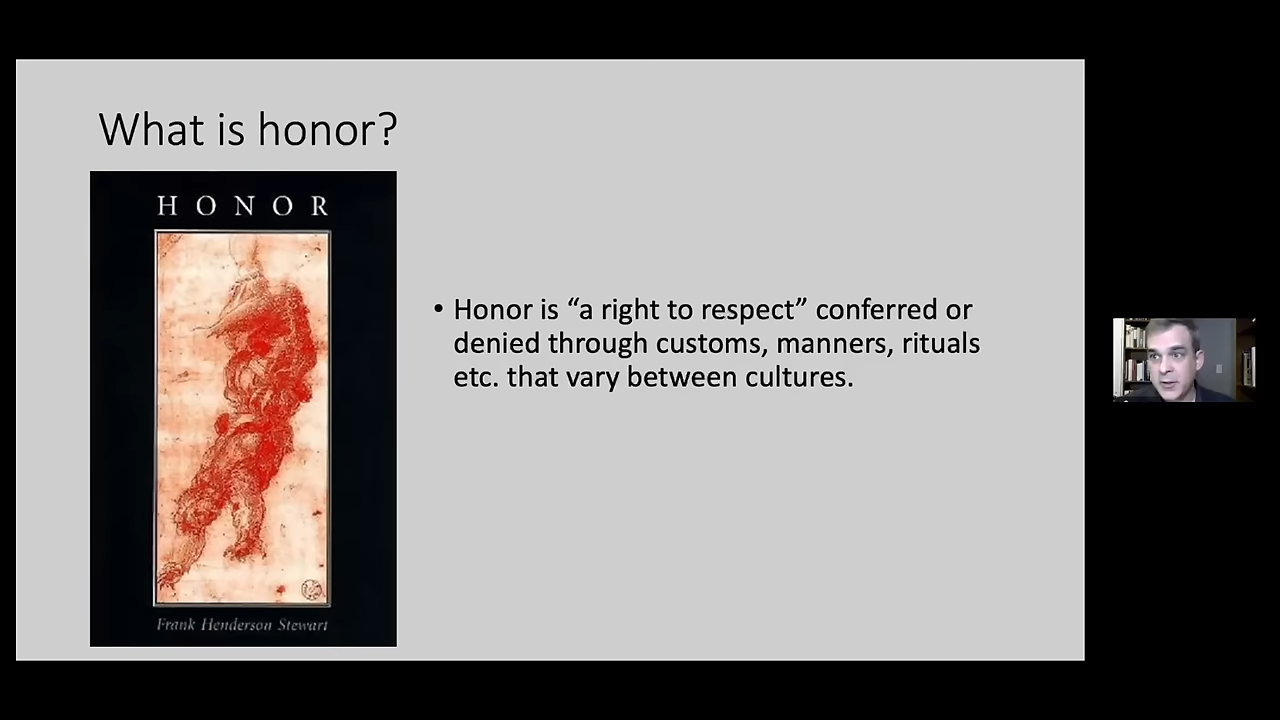 What is honor?
HONOR
Frank Henderson Stewart
• Honor is “a right to respect” conferred or
denied through customs, manners, rituals
etc. that vary between cultures.